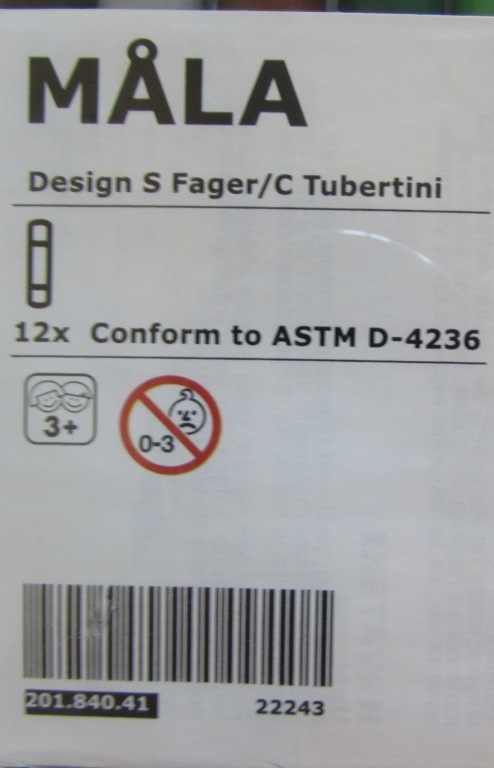 MÅLA
Design S Fager/C Tubertini
12x Conform to ASTM D-4236
3+
0-3
201.840.41 22243